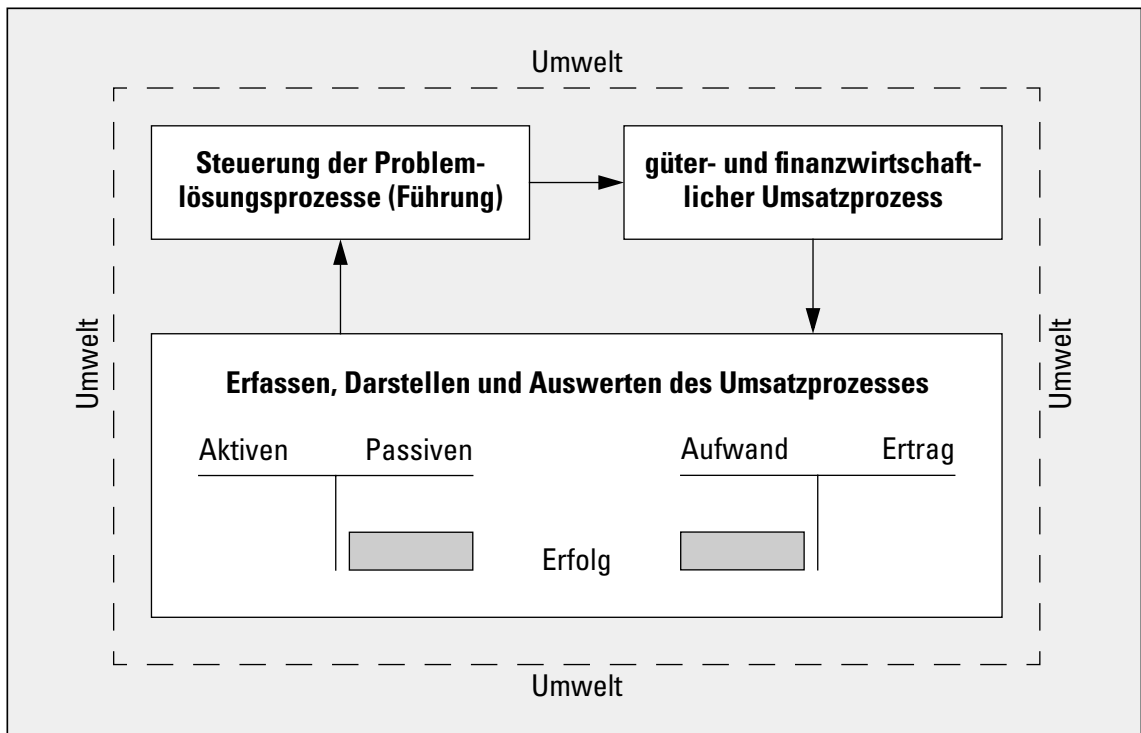 Umwelt
Steuerung der Problem-
lösungsprozesse (Führung)
güter- und finanzwirtschaft-
licher Umsatzprozess
Umwelt
Umwelt
Erfassen, Darstellen und Auswerten des Umsatzprozesses
Aktiven Passiven Aufwand Ertrag
Erfolg
Umwelt